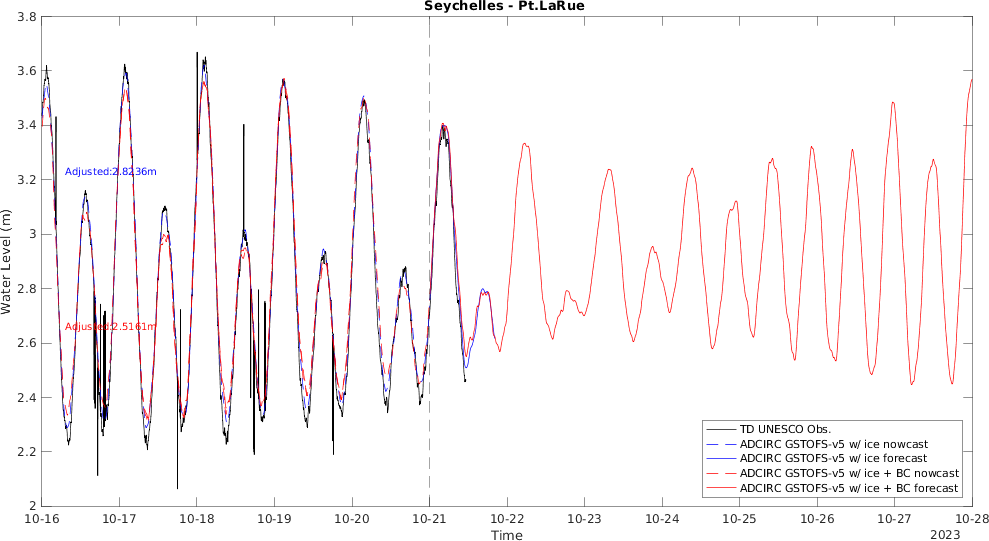 Seychelles - Pt.LaRue
Water Level (m)
3.8
3.6
3.4
3.2
3
2.8
2.6
2.4
2.2
2
Adjusted:2.8236m
Adjusted:2.5161m
TD UNESCO Obs.
ADCIRC GSTOFS-v5 w/ ice nowcast
ADCIRC GSTOFS-v5 w/ ice forecast
ADCIRC GSTOFS-v5 w/ ice + BC nowcast
ADCIRC GSTOFS-v5 w/ ice + BC forecast
10-16 10-17 10-18 10-19 10-20 10-21 10-22 10-23 10-24 10-25 10-26 10-27 10-28
Time
2023